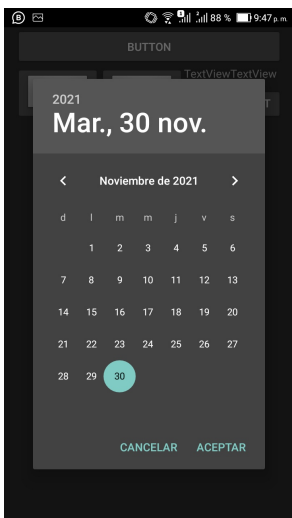 B 88 % 9:47 p. m.
BUTTON
TextViewTextView
2021
Mar., 30 nov.
Noviembre de 2021
d l m m j v s
1 2 3 4 5 6
7 8 9 10 11 12 13
14 15 16 17 18 19 20
21 22 23 24 25 26 27
28 29 30
CANCELAR ACEPTAR